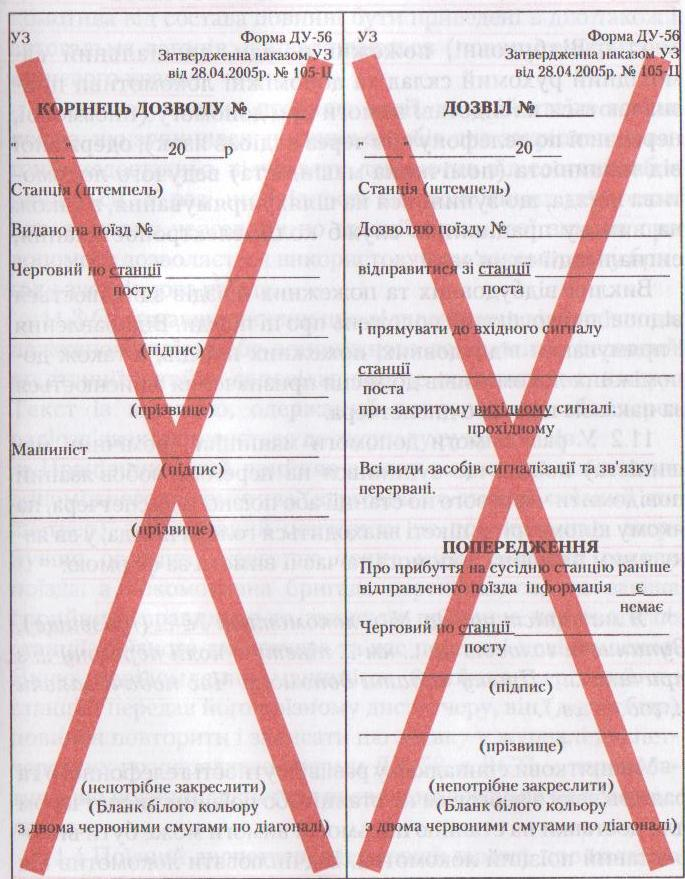 УЗ Форма ДУ-56
Затвердженна наказом УЗ
від 28.04.2005р. № 105-Ц
КОРІНЕЦЬ ДОЗВОЛУ №
" " 20 р
Станція (штемпель)
Видано на поїзд №
Черговий по станції
посту
(підпис)
(прізвище)
Машиніст
(підпис)
(прізвище)
(непотрібне закреслити)
(Бланк білого кольору
з двома червоними смугами по діагоналі)
УЗ Форма ДУ-56
Затвердженна наказом УЗ
від 28.04.2005р. № 105-Ц
ДОЗВІЛ №
" " 20
Станція (штемпель)
Дозволяю поїзду №
відправитися зі станції
поста
і прямувати до вхідного сигналу
станції
поста
при закритому вихідному сигналі.
прохідному
Всі види засобів сигналізації та зв'язку
перервані.
ПОПЕРЕДЖЕННЯ
Про прибуття на сусідню станцію раніше
відправленого поїзда інформація є
немає
Черговий по станції
посту
(підпис)
(прізвище)
(непотрібне закреслити)
(Бланк білого кольору
з двома червоними смугами по діагоналі)